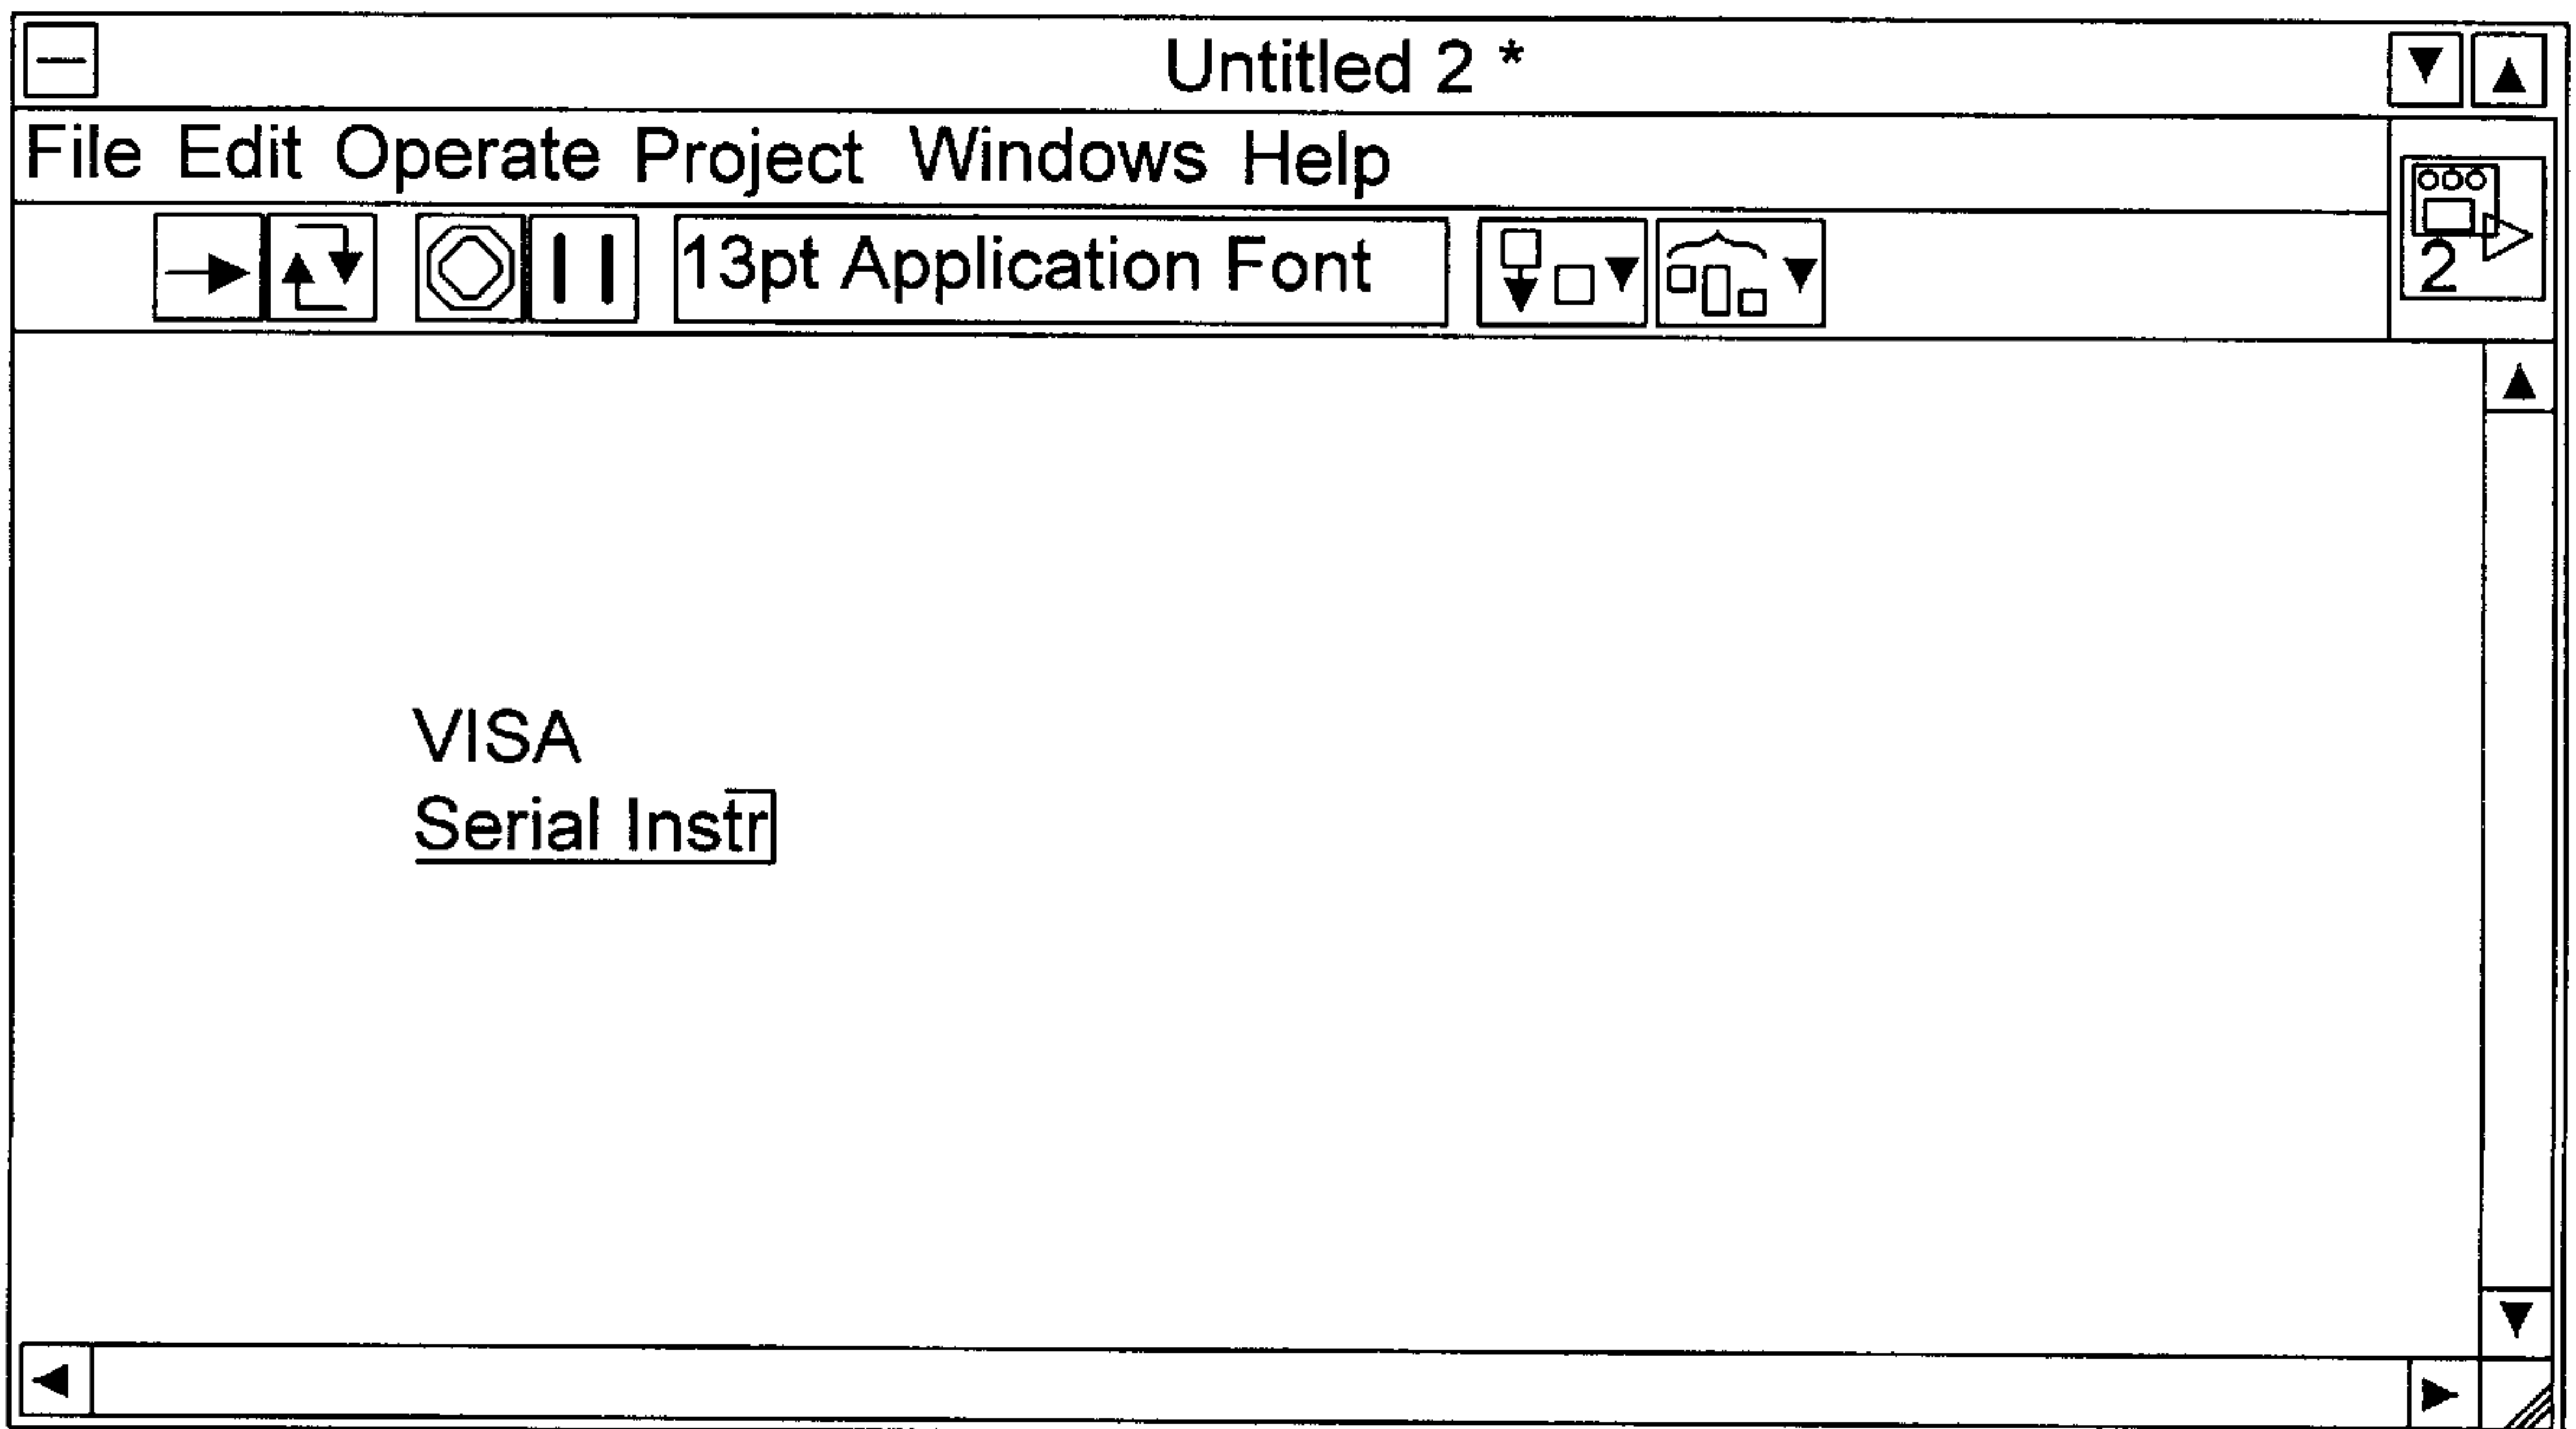 Untitled 2 *
File Edit Operate Project Windows Help
13pt Application Font
2
VISA
Serial Instr